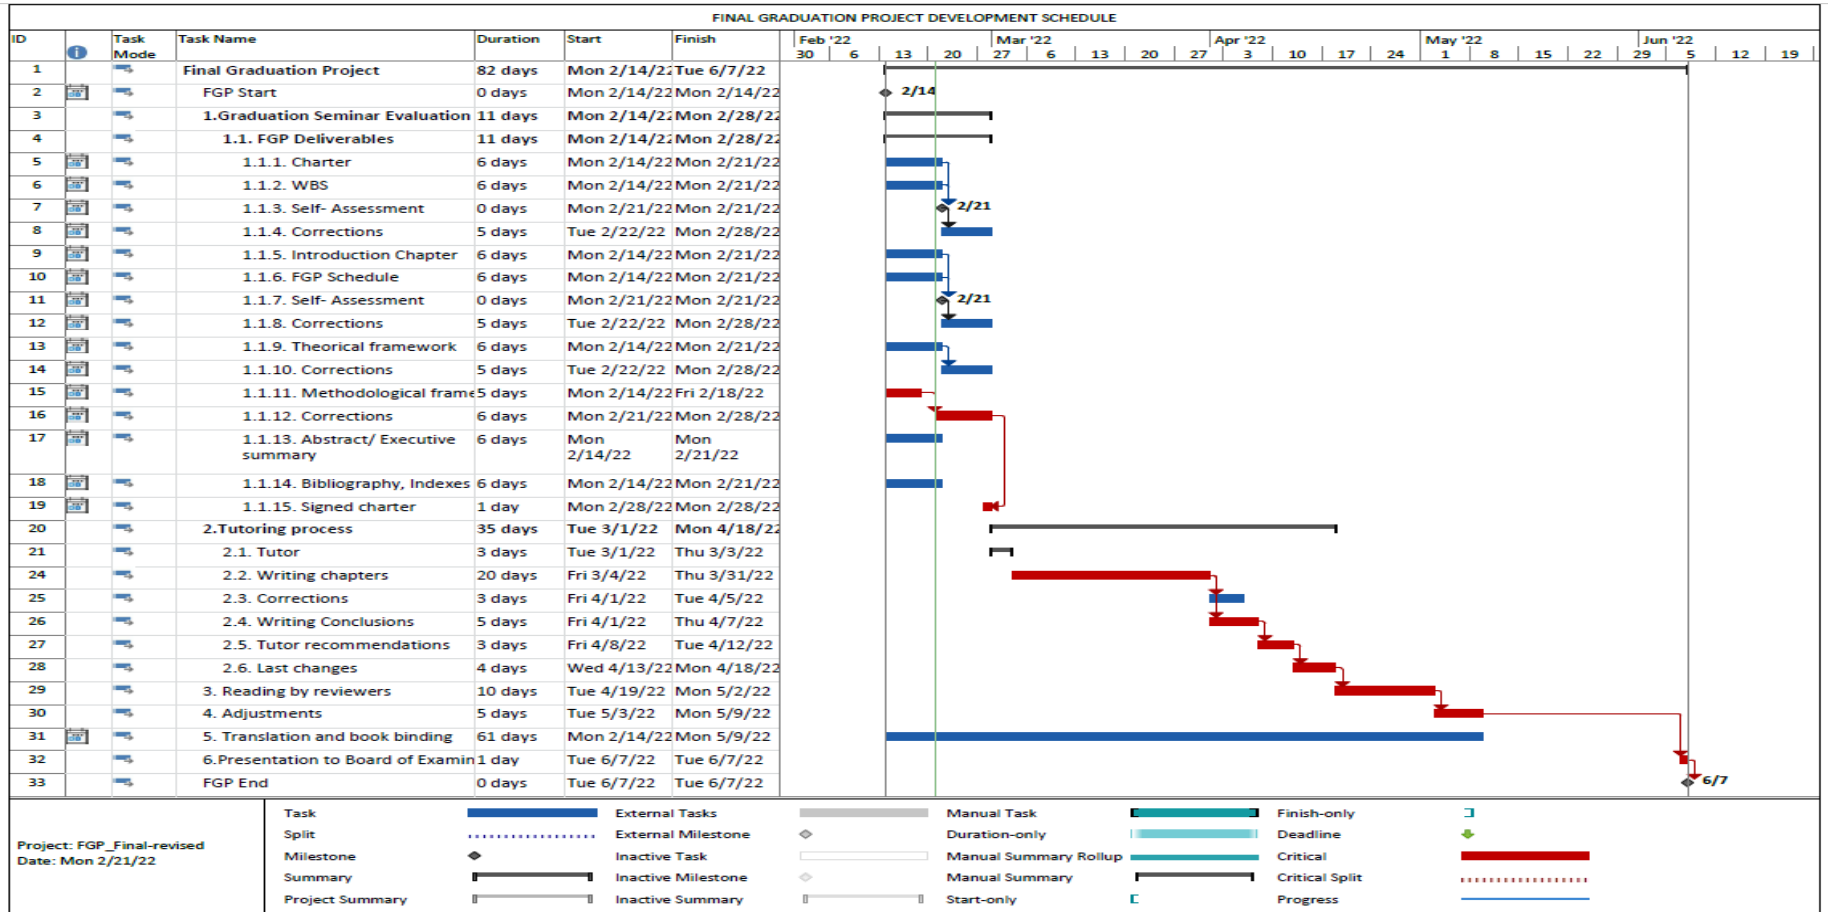 FINAL GRADUATION PROJECT DEVELOPMENT SCHEDULE
ID Task Mode Task Name Duration Start Finish Feb '22 Mar '22 Apr '22 May '22 Jun '22
30 6 13 20 27 6 13 20 27 3 10 17 24 1 8 15 22 29 5 12 19
1 Final Graduation Project 82 days Mon 2/14/22 Tue 6/7/22
2 FGP Start 0 days Mon 2/14/22 Mon 2/14/22 2/14
3 1.Graduation Seminar Evaluation 11 days Mon 2/14/22 Mon 2/28/22
4 1.1. FGP Deliverables 11 days Mon 2/14/22 Mon 2/28/22
5 1.1.1. Charter 6 days Mon 2/14/22 Mon 2/21/22
6 1.1.2. WBS 6 days Mon 2/14/22 Mon 2/21/22
7 1.1.3. Self- Assessment 0 days Mon 2/21/22 Mon 2/21/22 2/21
8 1.1.4. Corrections 5 days Tue 2/22/22 Mon 2/28/22
9 1.1.5. Introduction Chapter 6 days Mon 2/14/22 Mon 2/21/22
10 1.1.6. FGP Schedule 6 days Mon 2/14/22 Mon 2/21/22
11 1.1.7. Self- Assessment 0 days Mon 2/21/22 Mon 2/21/22 2/21
12 1.1.8. Corrections 5 days Tue 2/22/22 Mon 2/28/22
13 1.1.9. Theorical framework 6 days Mon 2/14/22 Mon 2/21/22
14 1.1.10. Corrections 5 days Tue 2/22/22 Mon 2/28/22
15 1.1.11. Methodological frame 5 days Mon 2/14/22 Fri 2/18/22
16 1.1.12. Corrections 6 days Mon 2/21/22 Mon 2/28/22
17 1.1.13. Abstract/ Executive 6 days Mon Mon
summary 2/14/22 2/21/22
18 1.1.14. Bibliography, Indexes 6 days Mon 2/14/22 Mon 2/21/22
19 1.1.15. Signed charter 1 day Mon 2/28/22 Mon 2/28/22
20 2.Tutoring process 35 days Tue 3/1/22 Mon 4/18/22
21 2.1. Tutor 3 days Tue 3/1/22 Thu 3/3/22
24 2.2. Writing chapters 20 days Fri 3/4/22 Thu 3/31/22
25 2.3. Corrections 3 days Fri 4/1/22 Tue 4/5/22
26 2.4. Writing Conclusions 5 days Fri 4/1/22 Thu 4/7/22
27 2.5. Tutor recommendations 3 days Fri 4/8/22 Tue 4/12/22
28 2.6. Last changes 4 days Wed 4/13/22 Mon 4/18/22
29 3. Reading by reviewers 10 days Tue 4/19/22 Mon 5/2/22
30 4. Adjustments 5 days Tue 5/3/22 Mon 5/9/22
31 5. Translation and book binding 61 days Mon 2/14/22 Mon 5/9/22
32 6.Presentation to Board of Examin 1 day Tue 6/7/22 Tue 6/7/22
33 FGP End 0 days Tue 6/7/22 Tue 6/7/22 6/7
Project: FGP_Final-revised
Date: Mon 2/21/22
Task External Tasks Manual Task Finish-only
Split External Milestone Duration-only Deadline
Milestone Inactive Task Manual Summary Rollup Critical
Summary Inactive Milestone Manual Summary Critical Split
Project Summary Inactive Summary Start-only Progress